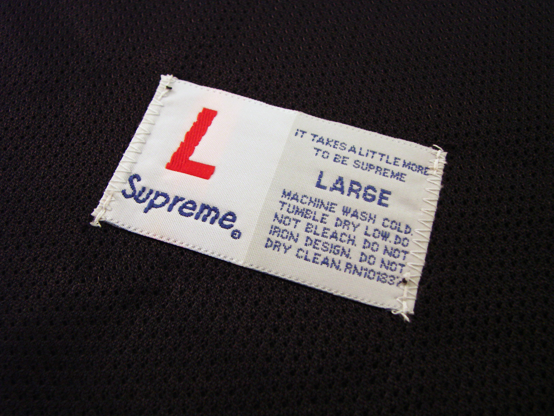 L
Supreme®
IT TAKES A LITTLE MORE
TO BE SUPREME
LARGE
MACHINE WASH COLD.
TUMBLE DRY LOW. DO
NOT BLEACH. DO NOT
IRON DESIGN. DO NOT
DRY CLEAN.